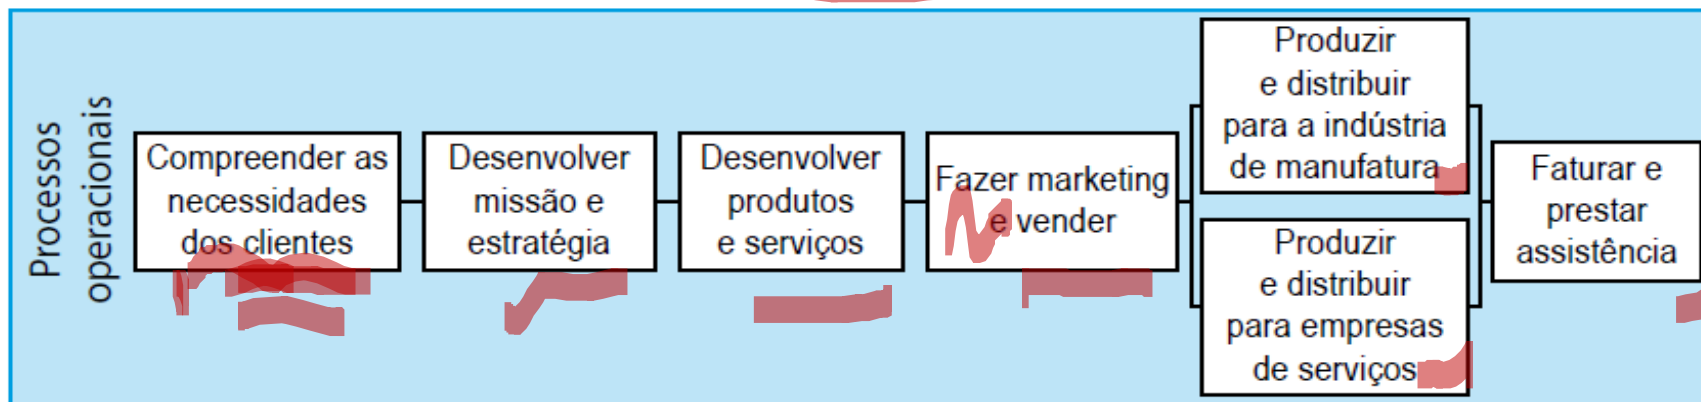 Processos
operacionais
Compreender as
necessidades
dos clientes
Desenvolver
missão e
estratégia
Desenvolver
produtos
e serviços
Fazer marketing
e vender
Produzir
e distribuir
para a indústria
de manufatura
Produzir
e distribuir
para empresas
de serviços
Faturar e
prestar
assistência